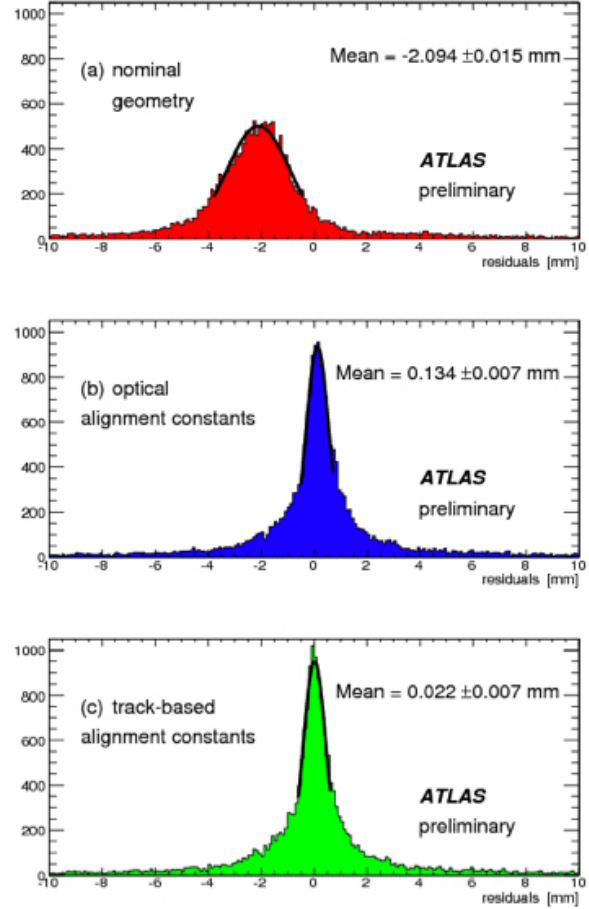 1000
Mean = -2.094 ±0.015 mm
(a) nominal
geometry
800
600
ATLAS
400
preliminary
200
0
-10 -8 -6 -4 -2 0 2 4 6 8 10
residuals [mm]
1000
Mean = 0.134 ±0.007 mm
(b) optical
800
alignment constants
600
ATLAS
400
preliminary
200
0
-10 -8 -6 -4 -2 0 2 4 6 8 10
residuals [mm]
1000
Mean = 0.022 ±0.007 mm
800
(c) track-based
alignment constants
600
400
ATLAS
preliminary
200
0
-10 -8 -6 -4 -2 0 2 4 6 8 10
residuals [mm]